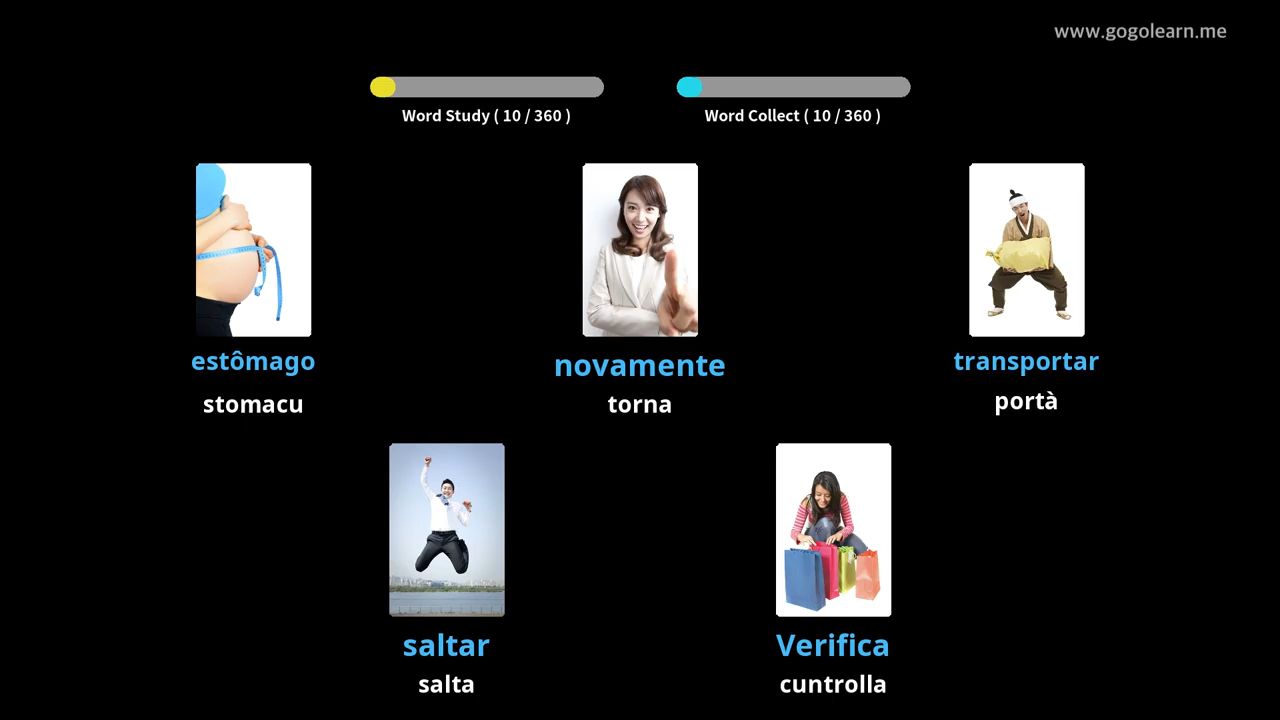 www.gogolearn.me
Word Study ( 10 / 360 )
Word Collect ( 10 / 360 )
estômago
stomacu
novamente
torna
transportar
portà
saltar
salta
Verifica
cuntrolla